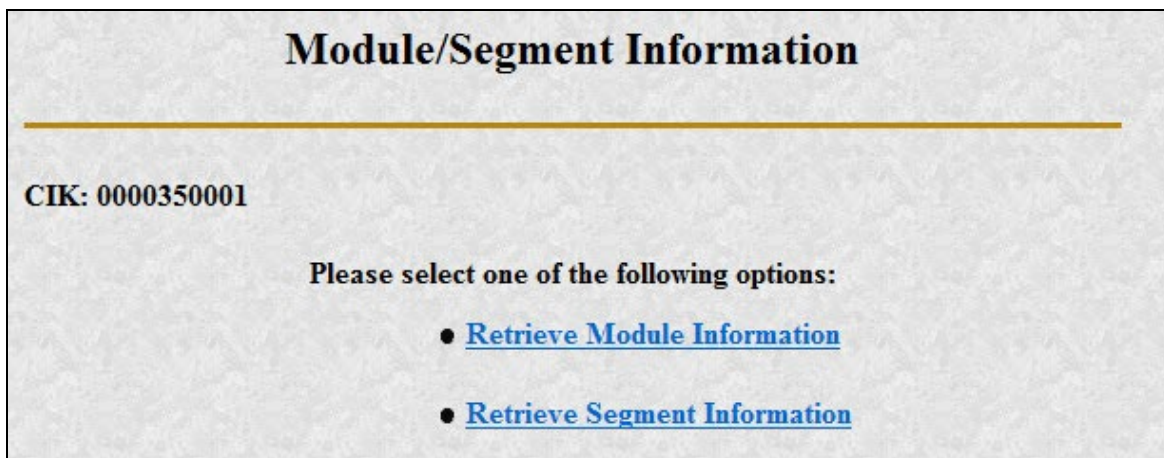 Module/Segment Information
CIK: 0000350001
Please select one of the following options:
Retrieve Module Information
Retrieve Segment Information